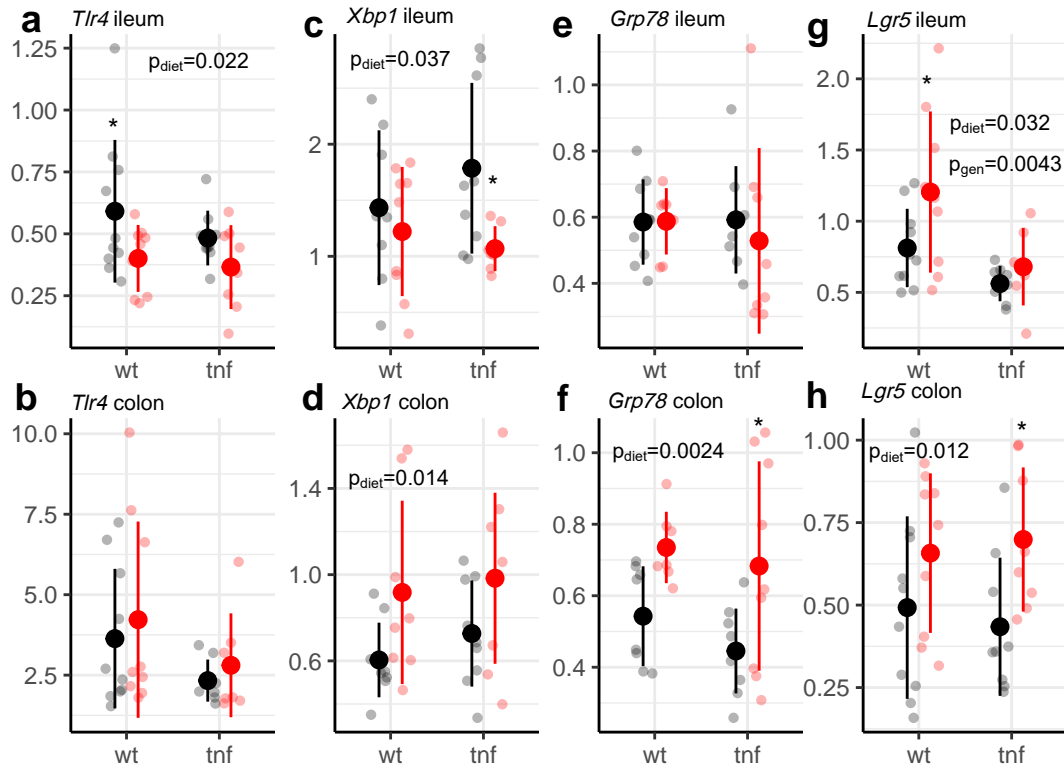 a Tlr4 ileum
1.25
1.00
0.75
0.50
0.25
p_diet=0.022
*
wt tnf
c Xbp1 ileum
2
1
p_diet=0.037
*
wt tnf
e Grp78 ileum
1.0
0.8
0.6
0.4
wt tnf
g Lgr5 ileum
2.0
1.5
1.0
0.5
*
p_diet=0.032
p_gen=0.0043
wt tnf
b Tlr4 colon
10.0
7.5
5.0
2.5
wt tnf
d Xbp1 colon
1.4
1.0
0.6
p_diet=0.014
wt tnf
f Grp78 colon
1.0
0.8
0.6
0.4
*
p_diet=0.0024
wt tnf
h Lgr5 colon
1.00
0.75
0.50
0.25
*
p_diet=0.012
wt tnf